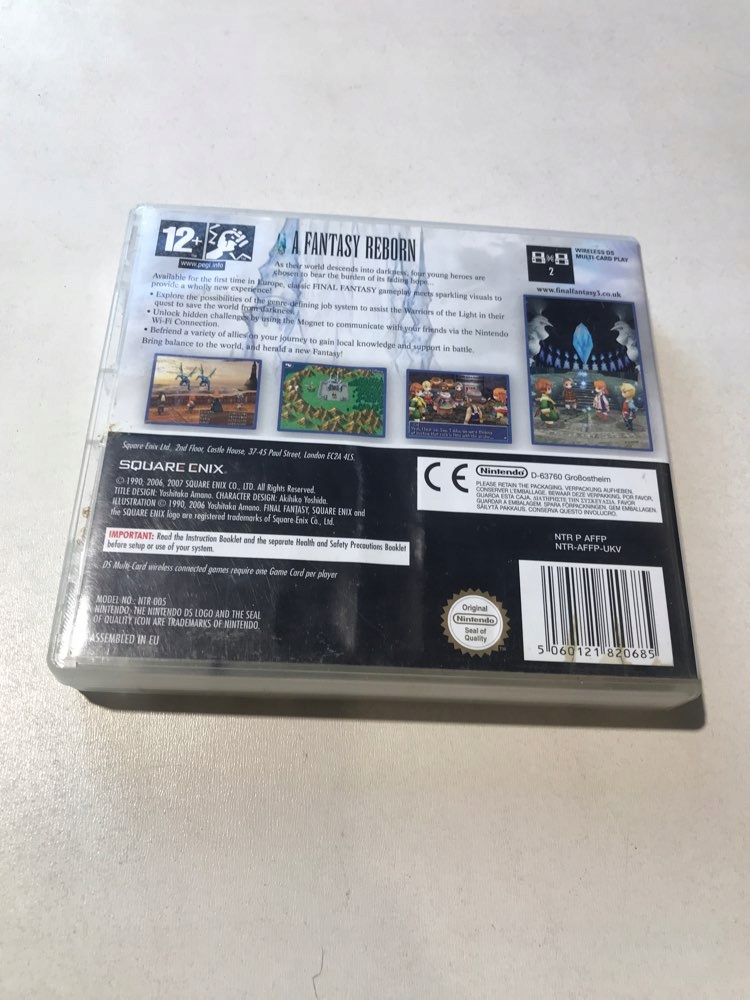 12+
www.pegi.info
A FANTASY REBORN
As their world descends into darkness, four young heroes are
chosen to bear the burden of its fading hope...
Available for the first time in Europe, classic FINAL FANTASY gameplay meets sparkling visuals to
provide a wholly new experience!
• Explore the possibilities of the genre-defining job system to assist the Warriors of the Light in their
quest to save the world from darkness.
• Unlock hidden challenges by using the Mognet to communicate with your friends via the Nintendo
Wi-Fi Connection.
• Befriend a variety of allies on your journey to gain local knowledge and support in battle.
Bring balance to the world, and herald a new Fantasy!
2
WIRELESS DS
MULTI-CARD PLAY
www.finalfantasy3.co.uk
Square Enix Ltd., 2nd Floor, Castle House, 37-45 Paul Street, London EC2A 4LS.
SQUARE ENIX
© 1990, 2006, 2007 SQUARE ENIX CO., LTD. All Rights Reserved.
TITLE DESIGN: Yoshitaka Amano. CHARACTER DESIGN: Akihiko Yoshida.
ILLUSTRATION © 1990, 2006 Yoshitaka Amano. FINAL FANTASY, SQUARE ENIX and
the SQUARE ENIX logo are registered trademarks of Square Enix Co., Ltd.
IMPORTANT: Read the Instruction Booklet and the separate Health and Safety Precautions Booklet
before setup or use of your system.
DS Multi-Card wireless connected games require one Game Card per player
MODEL NO.: NTR-005
NINTENDO, THE NINTENDO DS LOGO AND THE SEAL
OF QUALITY ICON ARE TRADEMARKS OF NINTENDO.
ASSEMBLED IN EU
CE
Nintendo D-63760 Großostheim
PLEASE RETAIN THE PACKAGING. VERPACKUNG AUFHEBEN.
CONSERVER L'EMBALLAGE. BEWAAR DEZE VERPAKKING. POR FAVOR,
GUARDA ESTA CAJA. ΔΙΑΤΗΡΗΣΤΕ ΤΗΝ ΣΥΣΚΕΥΑΣΙΑ. FAVOR
GUARDAR A EMBALAGEM. SPARA FÖRPACKNINGEN. GEM EMBALLAGEN.
SÄILYTÄ PAKKAUS. CONSERVA QUESTO INVOLUCRO.
NTR P AFFP
NTR-AFFP-UKV
Original
Nintendo
Seal of
Quality
TM
5 060121 820685